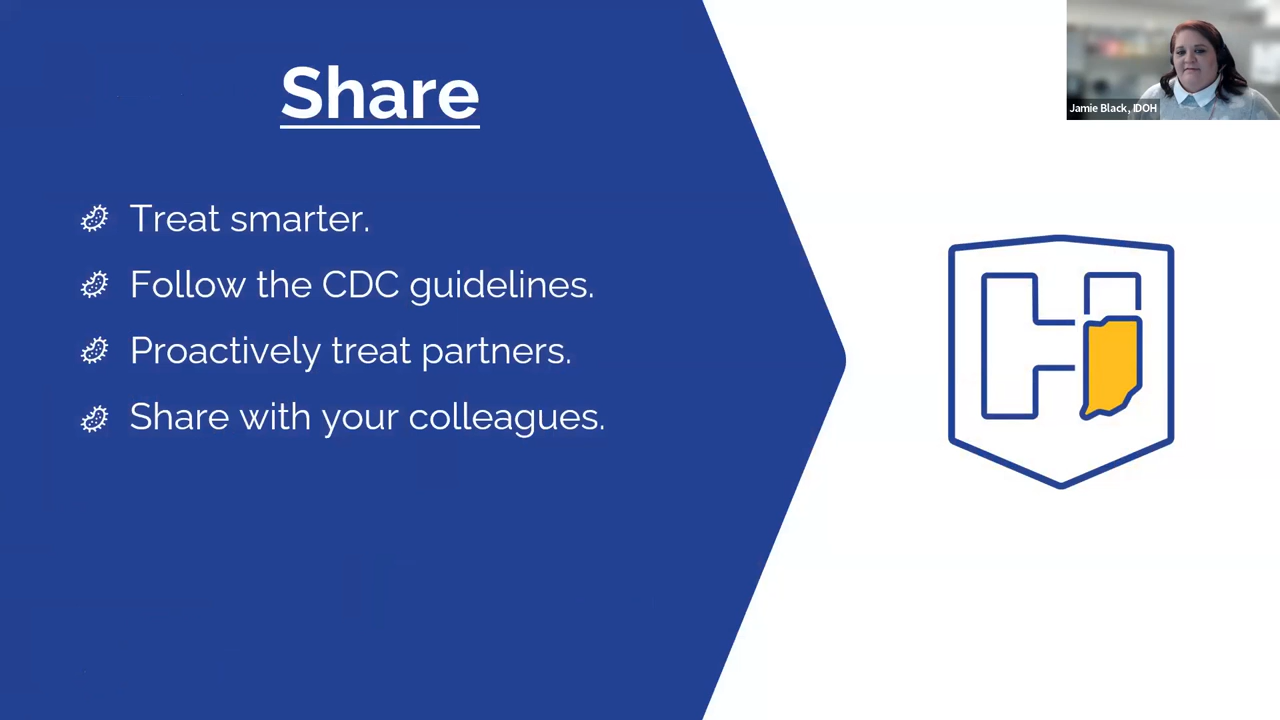 Share
Treat smarter.
Follow the CDC guidelines.
Proactively treat partners.
Share with your colleagues.
Jamie Black, IDOH